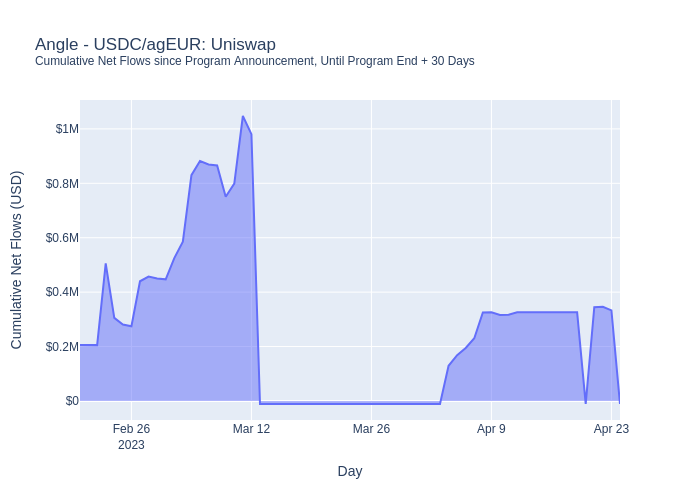 Angle - USDC/agEUR: Uniswap
Cumulative Net Flows since Program Announcement, Until Program End + 30 Days
Cumulative Net Flows (USD)
$1M
$0.8M
$0.6M
$0.4M
$0.2M
$0
Feb 26
2023
Mar 12
Mar 26
Apr 9
Apr 23
Day